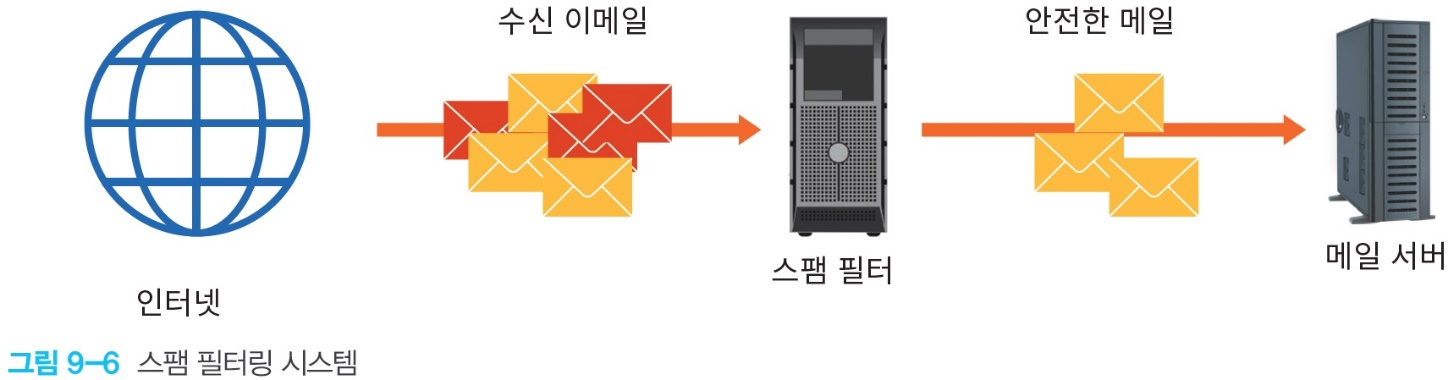 수신 이메일
안전한 메일
스팸 필터
메일 서버
인터넷
그림 9-6 스팸 필터링 시스템